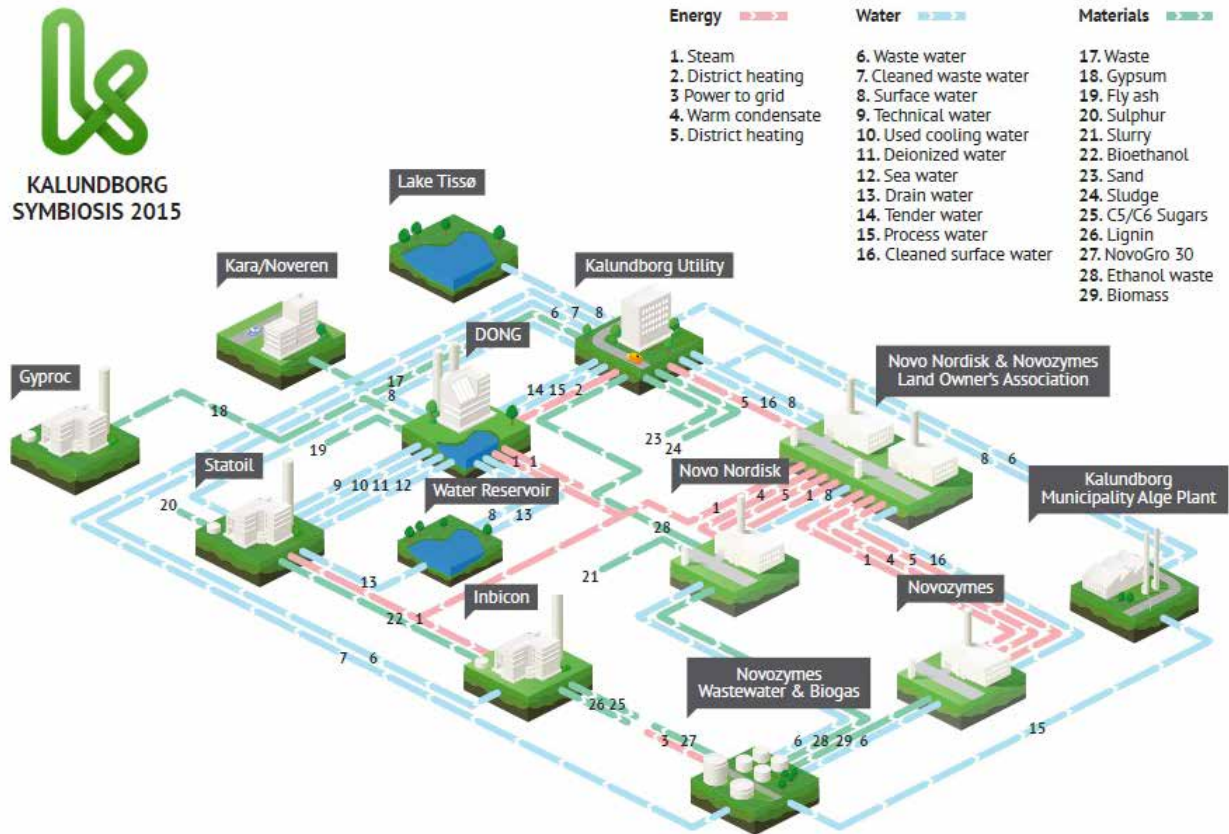 KALUNDBORG
SYMBIOSIS 2015
Energy
1. Steam
2. District heating
3 Power to grid
4. Warm condensate
5. District heating
Water
6. Waste water
7. Cleaned waste water
8. Surface water
9. Technical water
10. Used cooling water
11. Deionized water
12. Sea water
13. Drain water
14. Tender water
15. Process water
16. Cleaned surface water
Materials
17. Waste
18. Gypsum
19. Fly ash
20. Sulphur
21. Slurry
22. Bioethanol
23. Sand
24. Sludge
25. C5/C6 Sugars
26. Lignin
27. NovoGro 30
28. Ethanol waste
29. Biomass
Lake Tissø
Kara/Noveren
Kalundborg Utility
6 7 8
DONG
Gyproc
Novo Nordisk & Novozymes
Land Owner's Association
17
8
14 15 2
5 16 8
18
19
23
24
8 6
Statoil
1 1
Novo Nordisk
Kalundborg
Municipality Alge Plant
9 10 11 12
Water Reservoir
1 4 5 1 8
20
8 13
28
21
1 4 5 16
13
Inbicon
Novozymes
22 1
7 6
Novozymes
Wastewater & Biogas
26 25
3 27
6 28 29 6
15